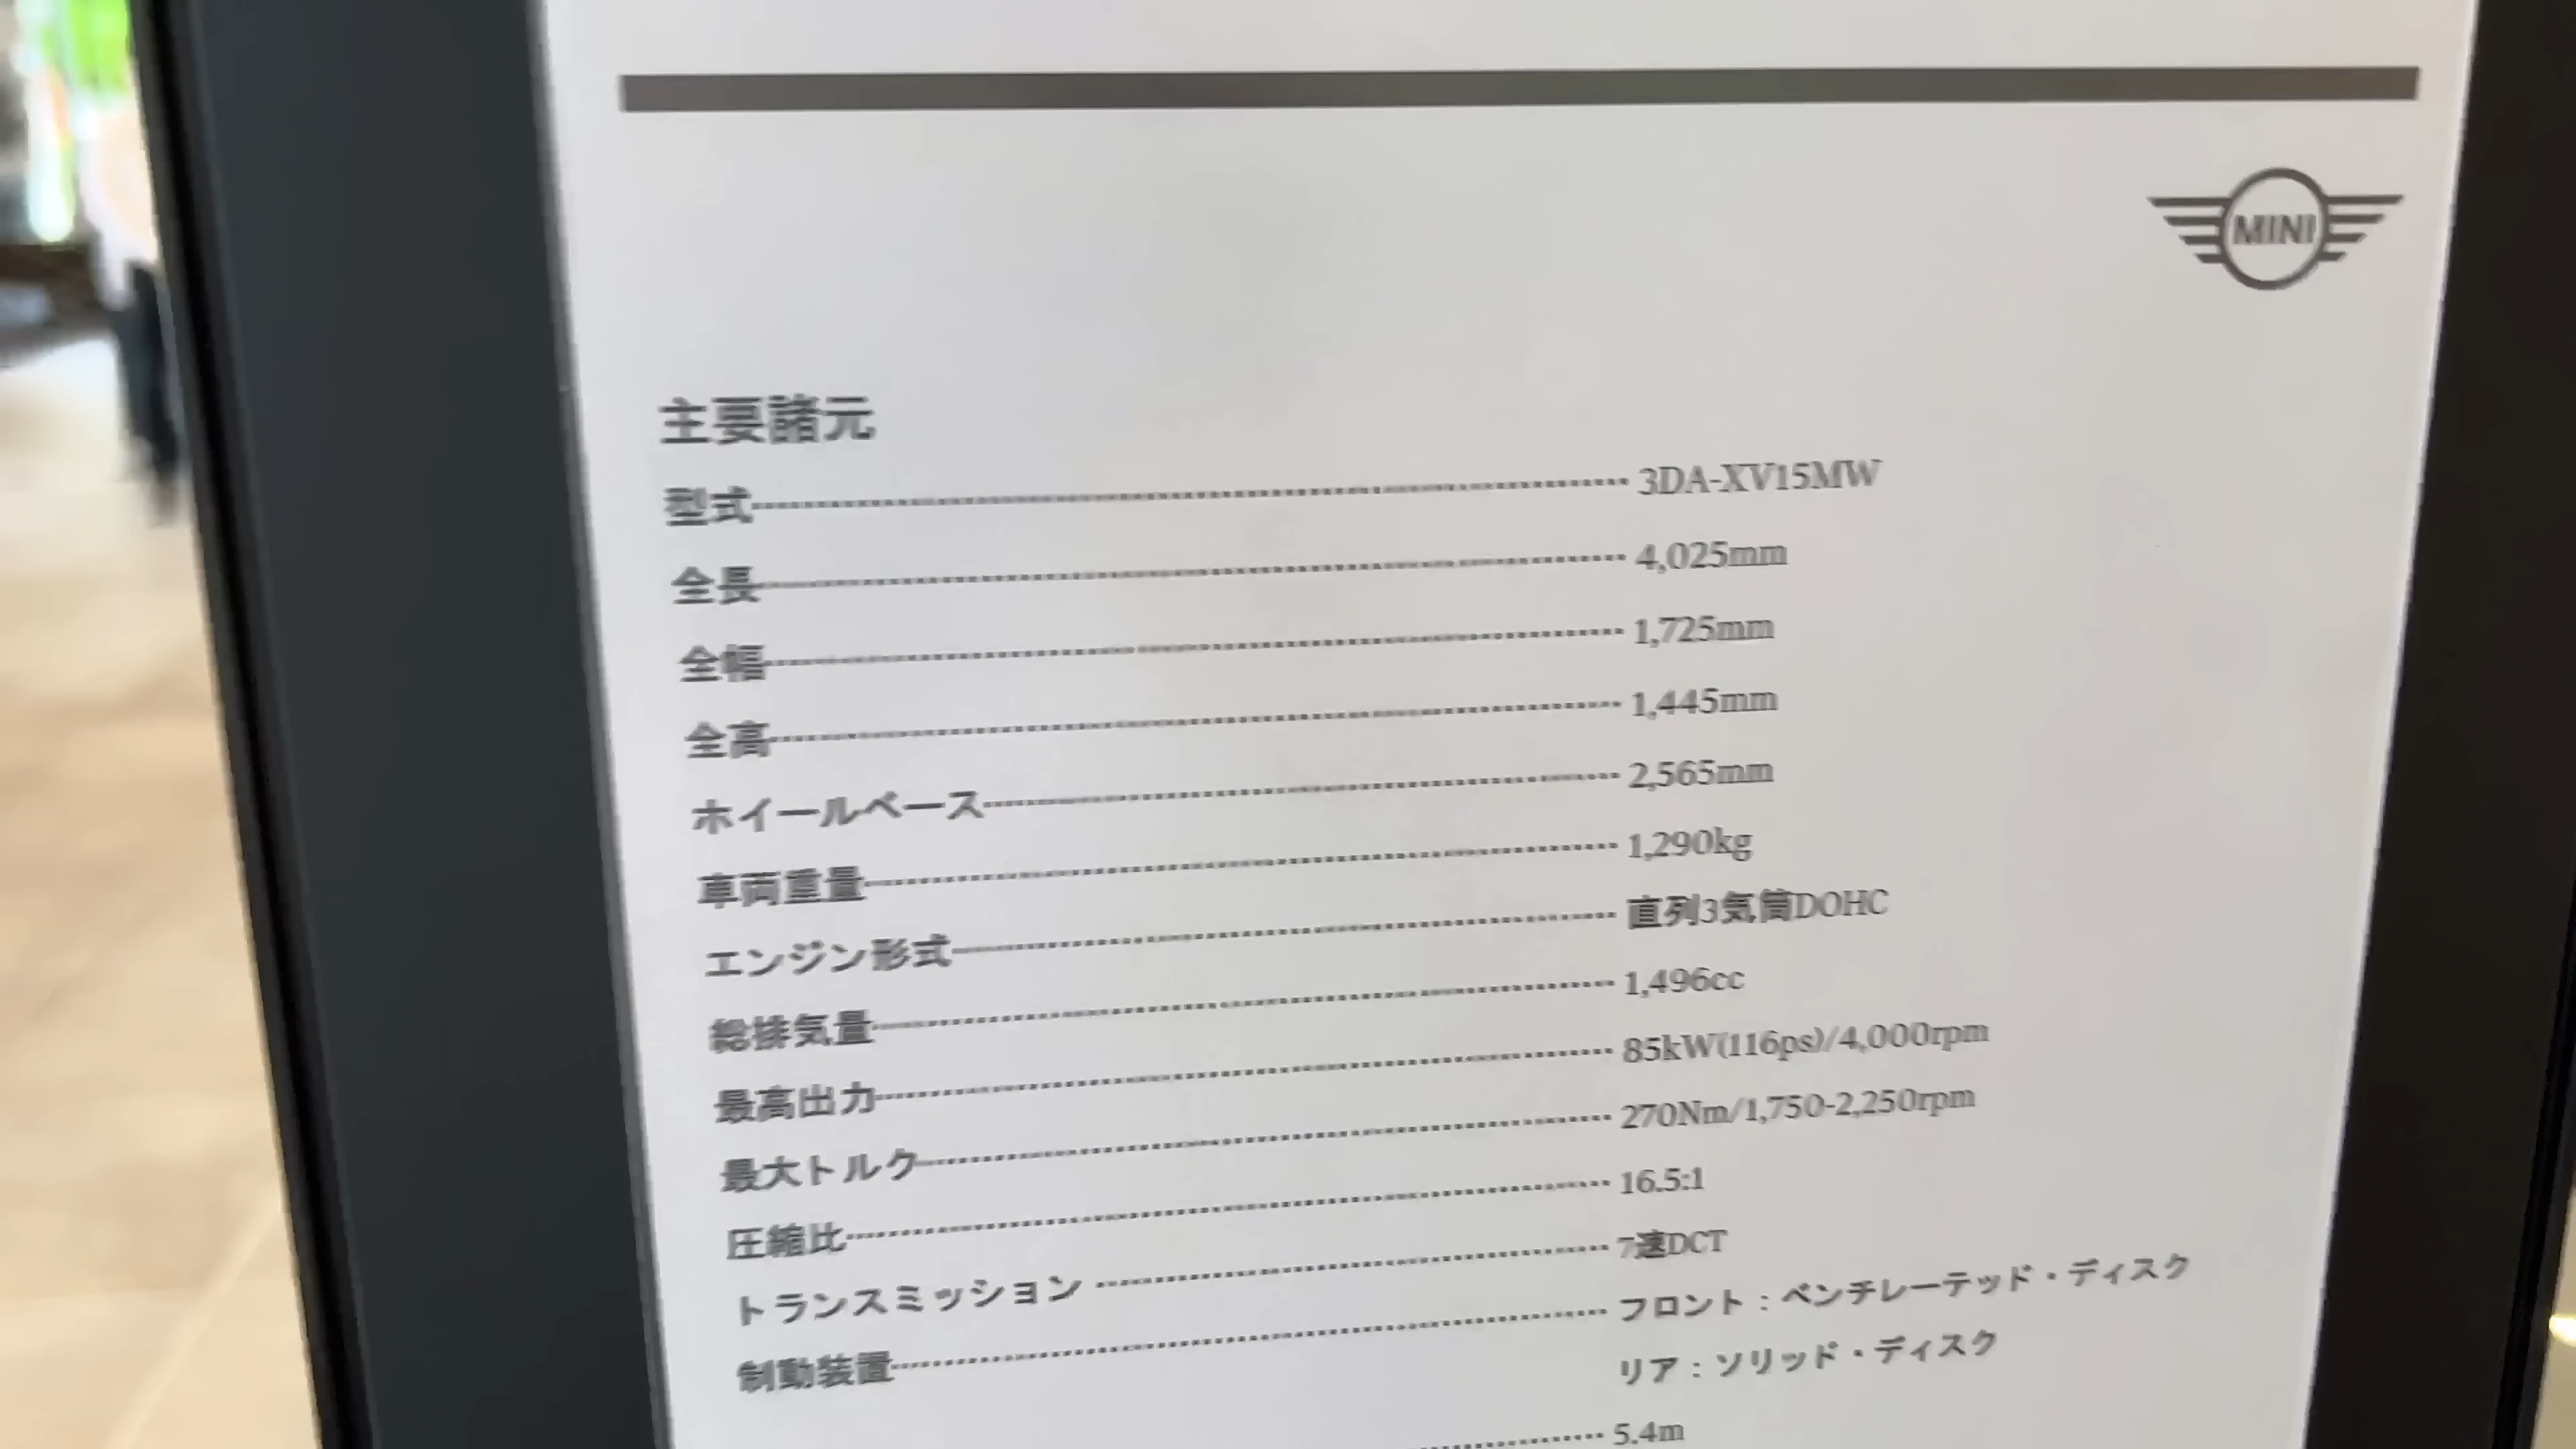 MINI
主要諸元
型式 3DA-XV15MW
全長 4,025mm
全幅 1,725mm
全高 1,445mm
ホイールベース 2,565mm
車両重量 1,290kg
エンジン形式 直列3気筒DOHC
総排気量 1,496cc
最高出力 85kW(116ps)/4,000rpm
最大トルク 270Nm/1,750-2,250rpm
圧縮比 16.5:1
トランスミッション 7速DCT
制動装置 フロント：ベンチレーテッド・ディスク
リア：ソリッド・ディスク
5.4m